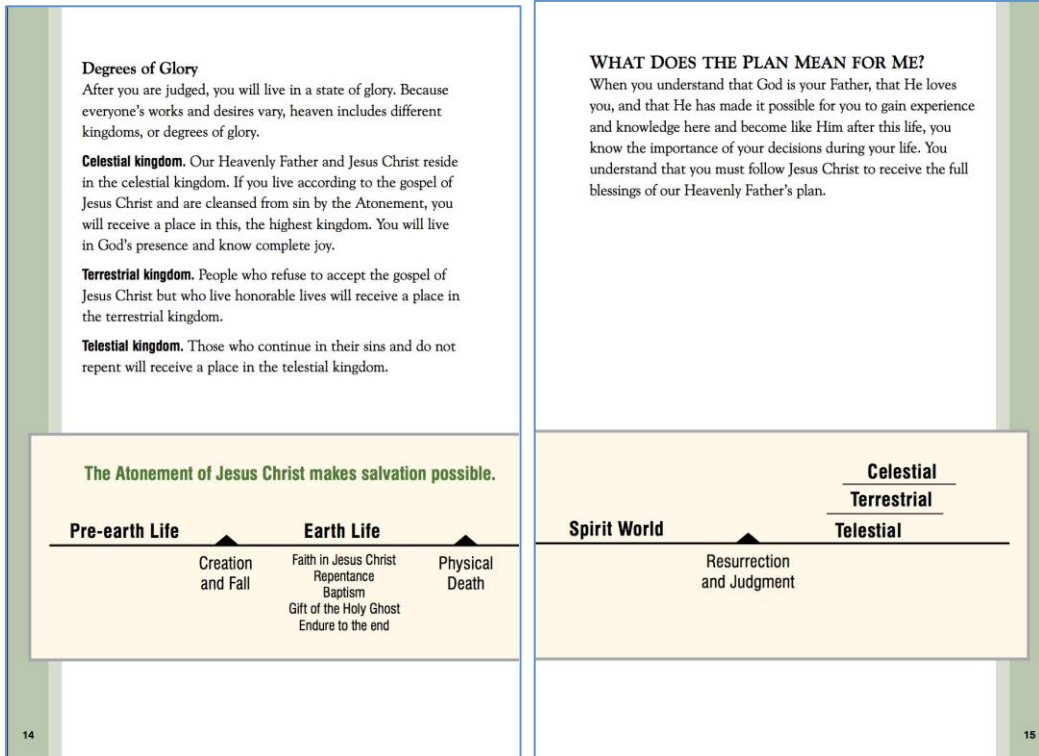 Degrees of Glory
After you are judged, you will live in a state of glory. Because
everyone's works and desires vary, heaven includes different
kingdoms, or degrees of glory.
Celestial kingdom. Our Heavenly Father and Jesus Christ reside
in the celestial kingdom. If you live according to the gospel of
Jesus Christ and are cleansed from sin by the Atonement, you
will receive a place in this, the highest kingdom. You will live
in God's presence and know complete joy.
Terrestrial kingdom. People who refuse to accept the gospel of
Jesus Christ but who live honorable lives will receive a place in
the terrestrial kingdom.
Telestial kingdom. Those who continue in their sins and do not
repent will receive a place in the telestial kingdom.
The Atonement of Jesus Christ makes salvation possible.
Pre-earth Life
Creation
and Fall
Earth Life
Faith in Jesus Christ
Repentance
Baptism
Gift of the Holy Ghost
Endure to the end
Physical
Death
14
WHAT DOES THE PLAN MEAN FOR ME?
When you understand that God is your Father, that He loves
you, and that He has made it possible for you to gain experience
and knowledge here and become like Him after this life, you
know the importance of your decisions during your life. You
understand that you must follow Jesus Christ to receive the full
blessings of our Heavenly Father's plan.
Spirit World
Resurrection
and Judgment
Celestial
Terrestrial
Telestial
15